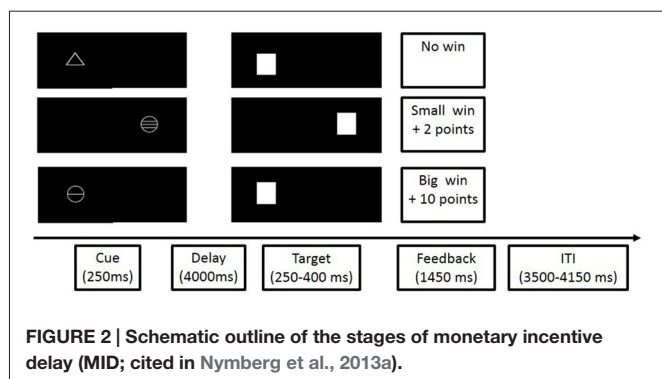 No win
Small win
+ 2 points
Big win
+ 10 points
Cue
(250ms)
Delay
(4000ms)
Target
(250-400 ms)
Feedback
(1450 ms)
ITI
(3500-4150 ms)
FIGURE 2 | Schematic outline of the stages of monetary incentive
delay (MID; cited in Nymberg et al., 2013a).